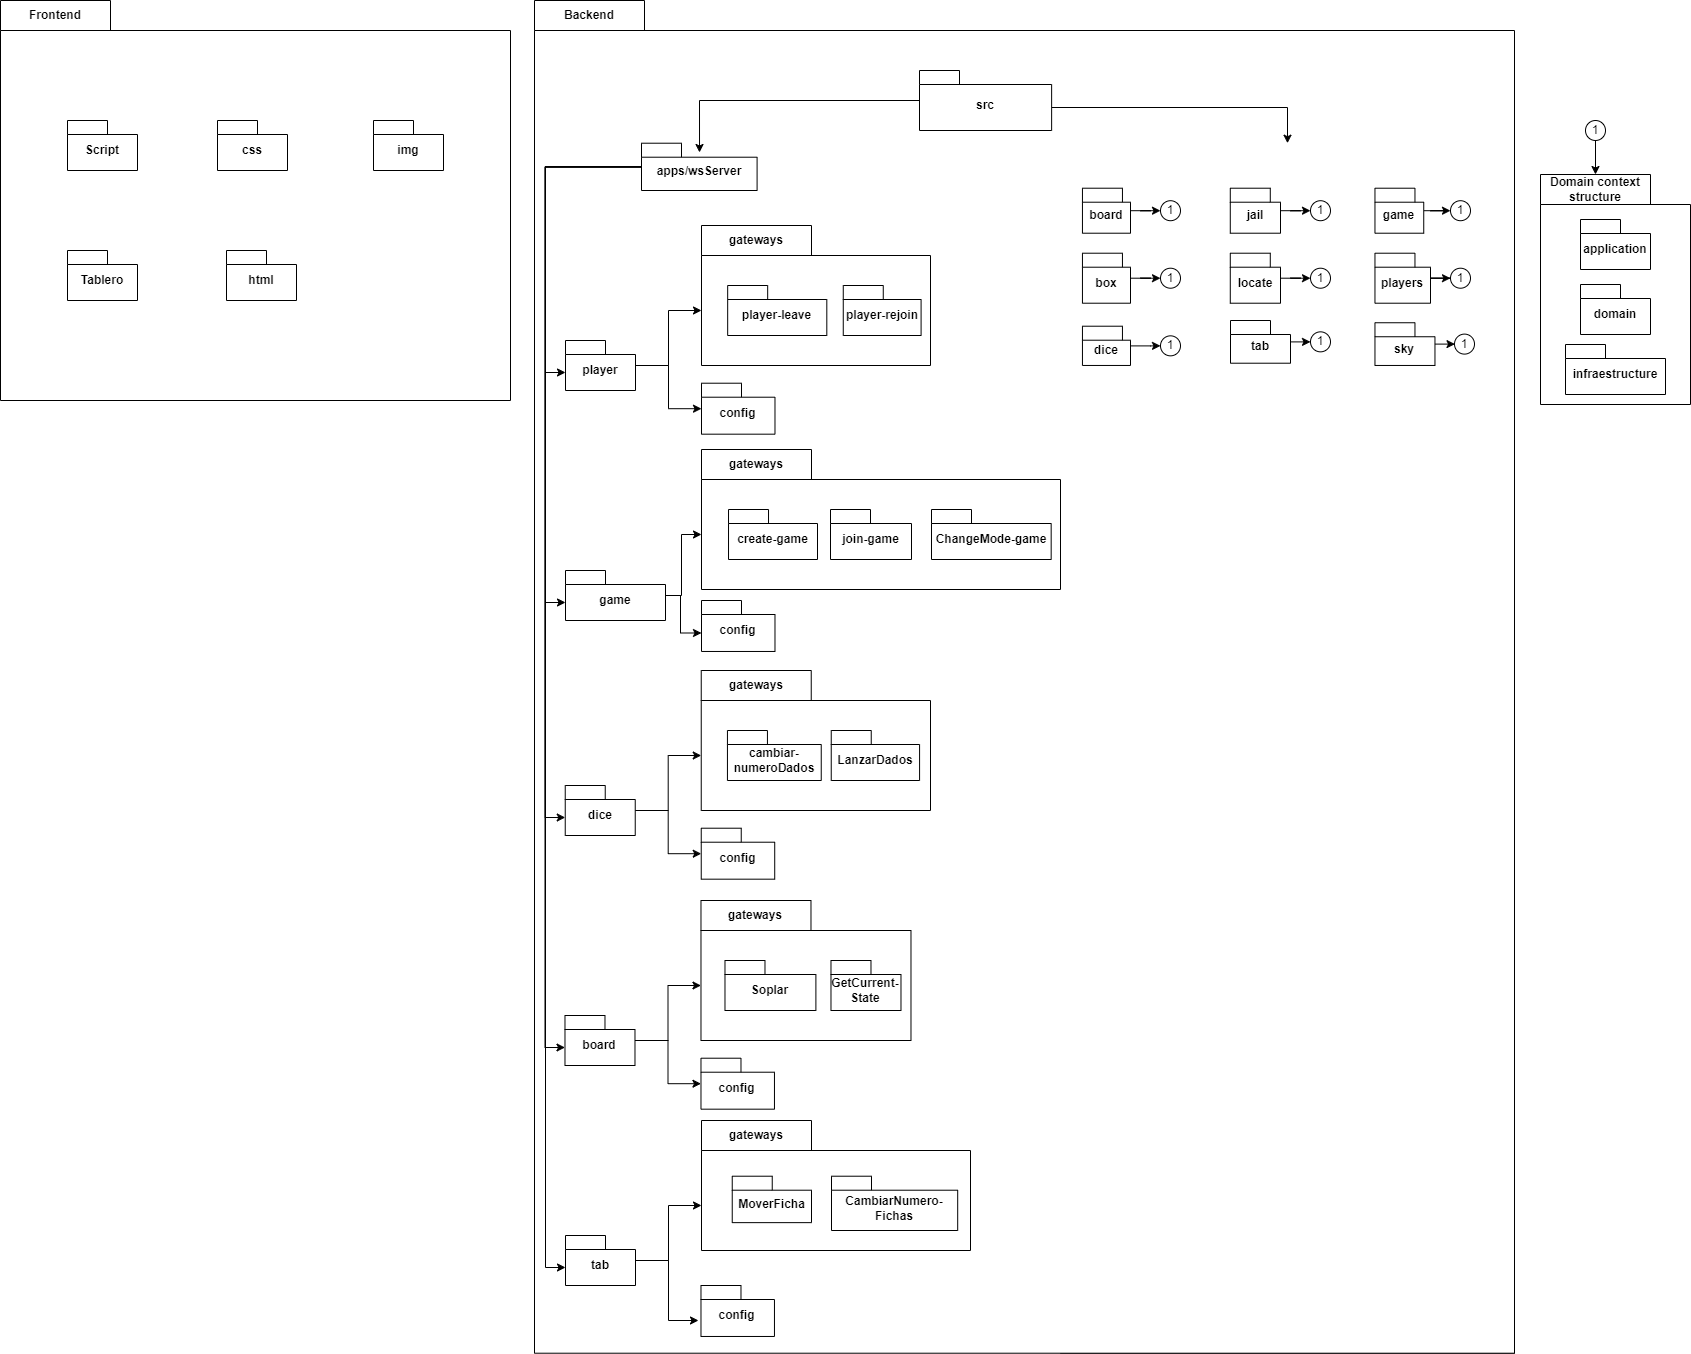 Frontend
Script
css
img
Tablero
html
Backend
src
apps/wsServer
player
gateways
player-leave
player-rejoin
config
game
gateways
create-game
join-game
ChangeMode-game
config
dice
gateways
cambiar-
numeroDados
LanzarDados
config
board
gateways
Soplar
GetCurrent-
State
config
tab
gateways
MoverFicha
CambiarNumero-
Fichas
config
board
1
jail
1
game
1
box
1
locate
1
players
1
dice
1
tab
1
sky
1
1
Domain context
structure
application
domain
infraestructure